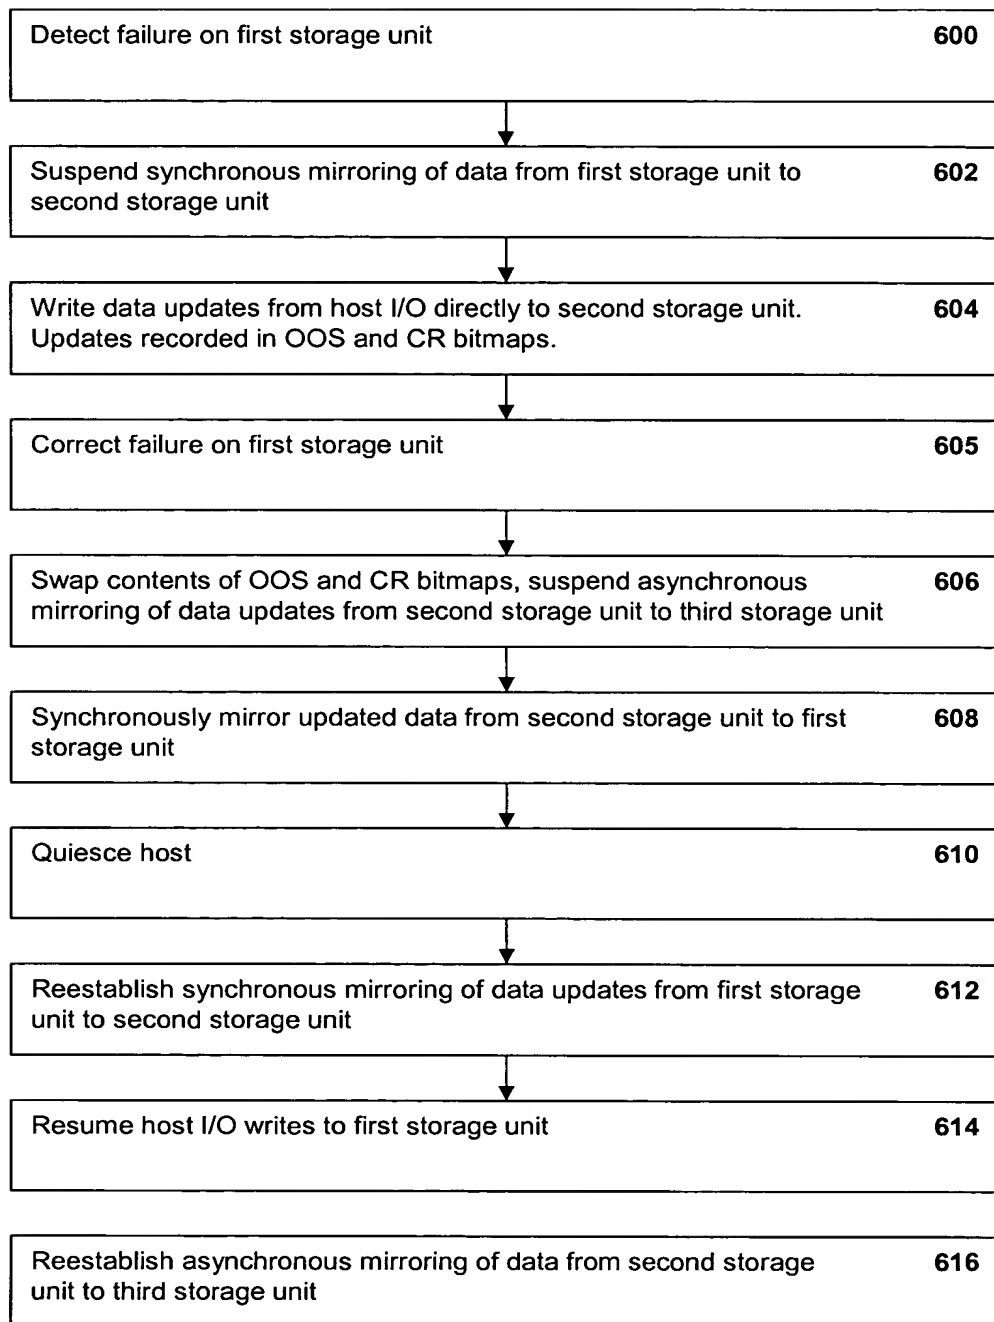 Detect failure on first storage unit 600
Suspend synchronous mirroring of data from first storage unit to 602
second storage unit
Write data updates from host I/O directly to second storage unit. 604
Updates recorded in OOS and CR bitmaps.
Correct failure on first storage unit 605
Swap contents of OOS and CR bitmaps, suspend asynchronous 606
mirroring of data updates from second storage unit to third storage unit
Synchronously mirror updated data from second storage unit to first 608
storage unit
Quiesce host 610
Reestablish synchronous mirroring of data updates from first storage 612
unit to second storage unit
Resume host I/O writes to first storage unit 614
Reestablish asynchronous mirroring of data from second storage 616
unit to third storage unit